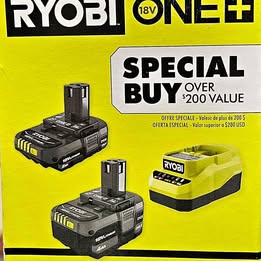 RYOBI 18V ONE+
SPECIAL
BUY OVER
$200 VALUE
OFFRE SPÉCIALE - Valeur de plus de 200 $
OFERTA ESPECIAL - Valor superior a $200 USD
RYOBI